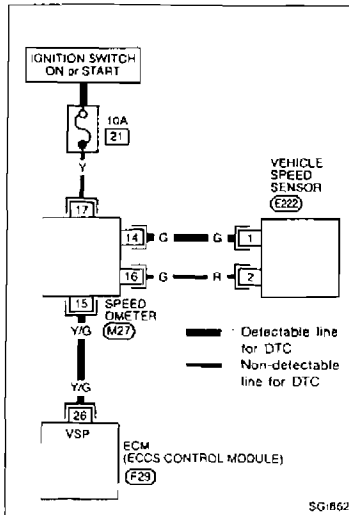 IGNITION SWITCH
ON or START
10A
21
Y
17
VEHICLE
SPEED
SENSOR
E222
14 G G 1
16 G R 2
15
SPEED
OMETER
M27
Y/G
Detectable line
for DTC
Non-detectable
line for DTC
Y/G
26
VSP
ECM
(ECCS CONTROL MODULE)
F29